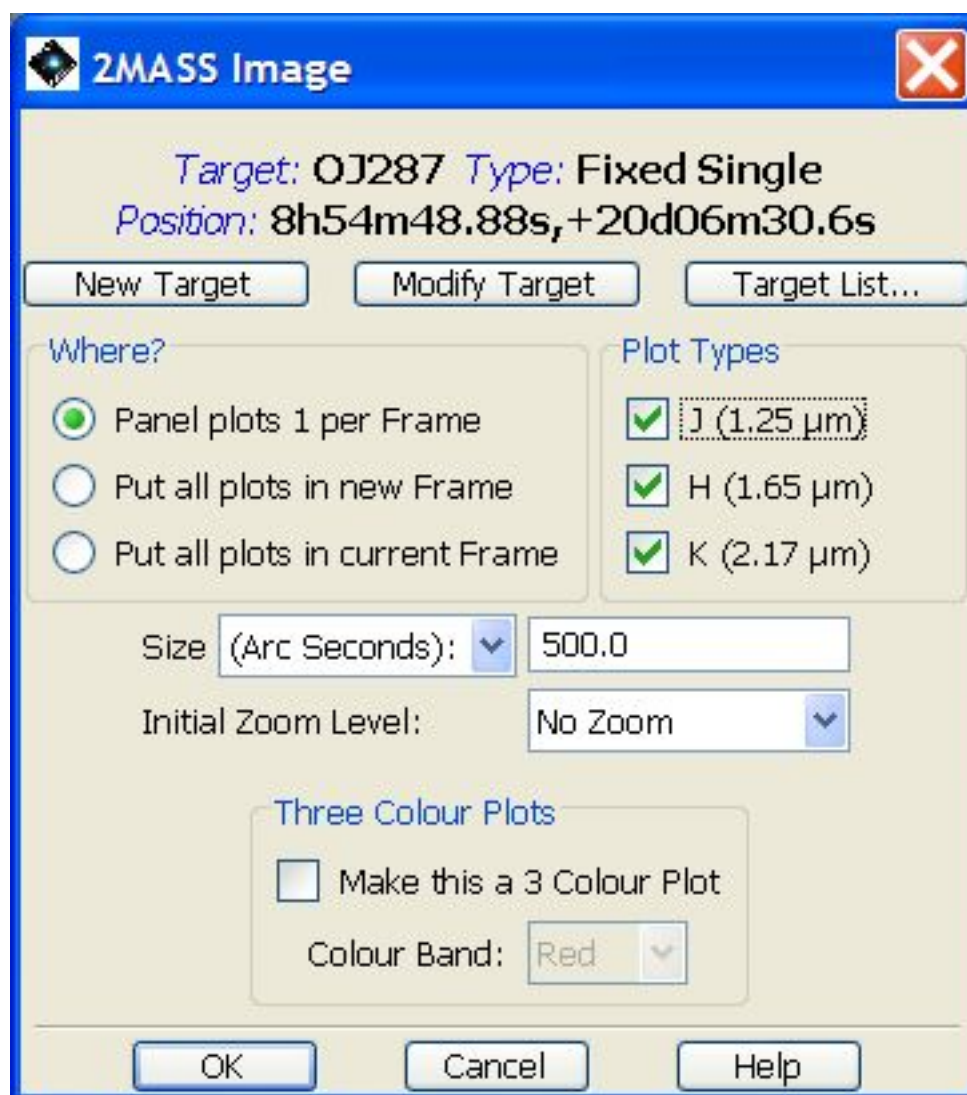 2MASS Image
Target: OJ287 Type: Fixed Single
Position: 8h54m48.88s,+20d06m30.6s
New Target Modify Target Target List...
Where? Plot Types
Panel plots 1 per Frame J (1.25 µm)
Put all plots in new Frame H (1.65 µm)
Put all plots in current Frame K (2.17 µm)
Size (Arc Seconds): 500.0
Initial Zoom Level: No Zoom
Three Colour Plots
Make this a 3 Colour Plot
Colour Band: Red
OK Cancel Help